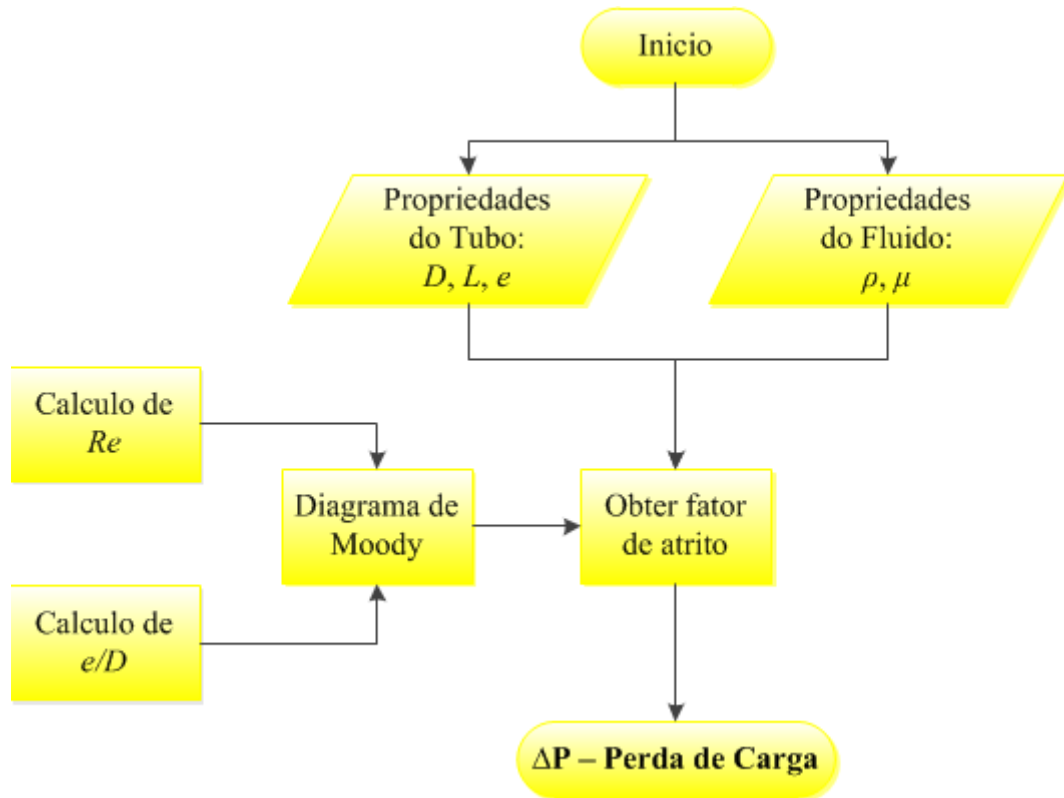 Inicio
Propriedades
do Tubo:
D, L, e
Propriedades
do Fluido:
ρ, μ
Calculo de
Re
Diagrama de
Moody
Obter fator
de atrito
Calculo de
e/D
ΔP – Perda de Carga